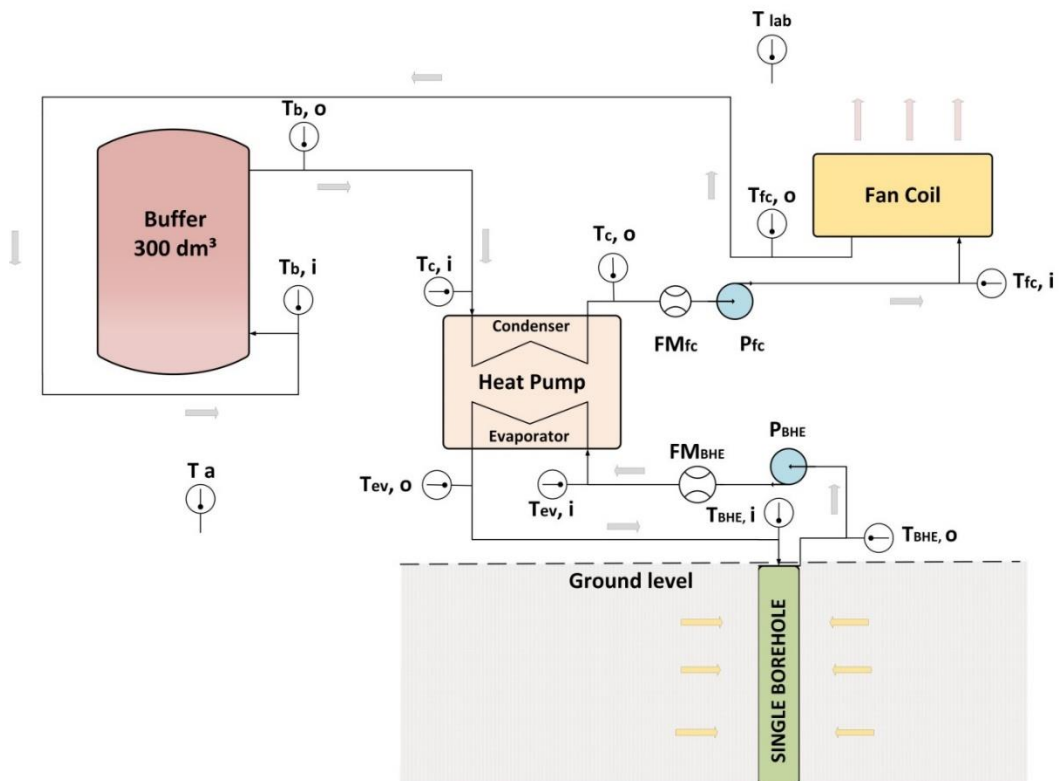 T lab
Tb, o
Buffer
300 dm³
Fan Coil
Tfc, o
Tc, o
Tc, i
Tb, i
Tfc, i
Condenser
FMfc
Pfc
Heat Pump
Evaporator
PBHE
FMBHE
T a
Tev, o
Tev, i
TBHE, i
TBHE, o
Ground level
SINGLE BOREHOLE